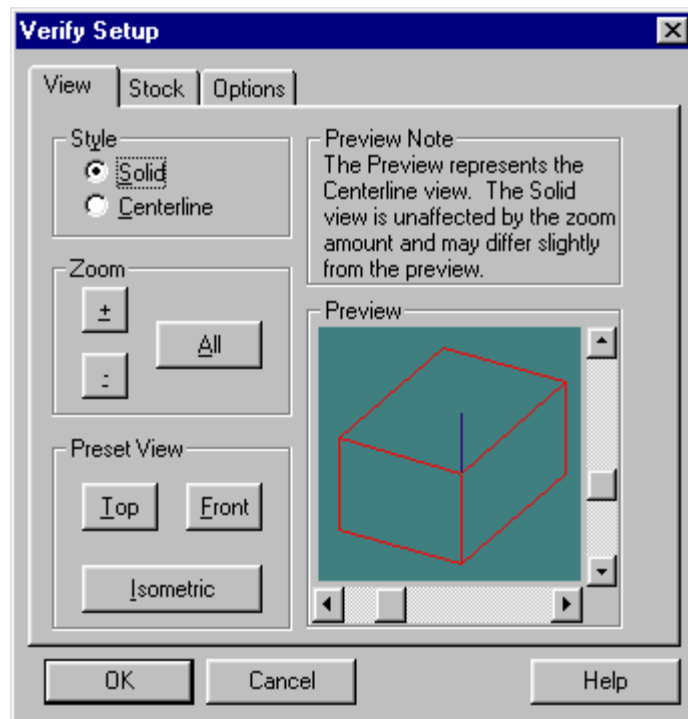 Verify Setup
View Stock Options
Style
Solid
Centerline
Preview Note
The Preview represents the
Centerline view. The Solid
view is unaffected by the zoom
amount and may differ slightly
from the preview.
Zoom
+
All
-
Preview
Preset View
Top Front
Isometric
OK Cancel Help